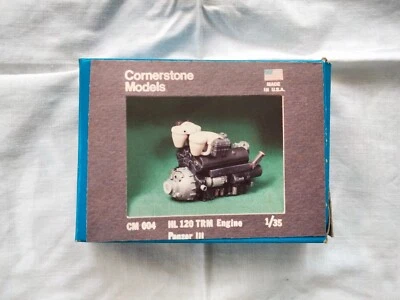 Cornerstone
Models
MADE
IN U.S.A.
CM 004 HL 120 TRM Engine 1/35
Panzer III